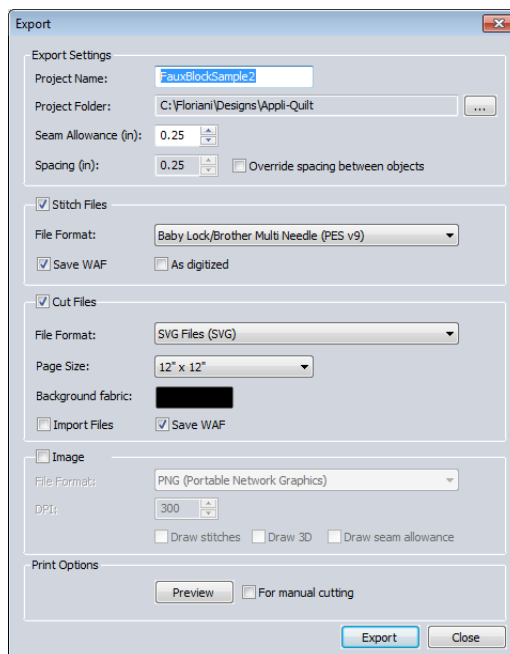 Export
Export Settings
Project Name: FauxBlockSample2
Project Folder: C:\Floriani\Designs\Appli-Quilt ...
Seam Allowance (in): 0.25
Spacing (in): 0.25 Override spacing between objects
Stitch Files
File Format: Baby Lock/Brother Multi Needle (PES v9)
Save WAF As digitized
Cut Files
File Format: SVG Files (SVG)
Page Size: 12" x 12"
Background fabric:
Import Files Save WAF
Image
File Format: PNG (Portable Network Graphics)
DPI: 300
Draw stitches Draw 3D Draw seam allowance
Print Options
Preview For manual cutting
Export Close